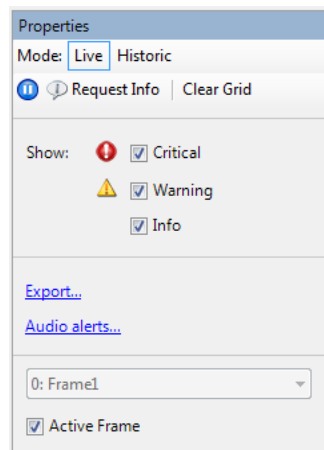 Properties
Mode: Live Historic
Request Info Clear Grid
Show: Critical
Warning
Info
Export...
Audio alerts...
0: Frame1
Active Frame